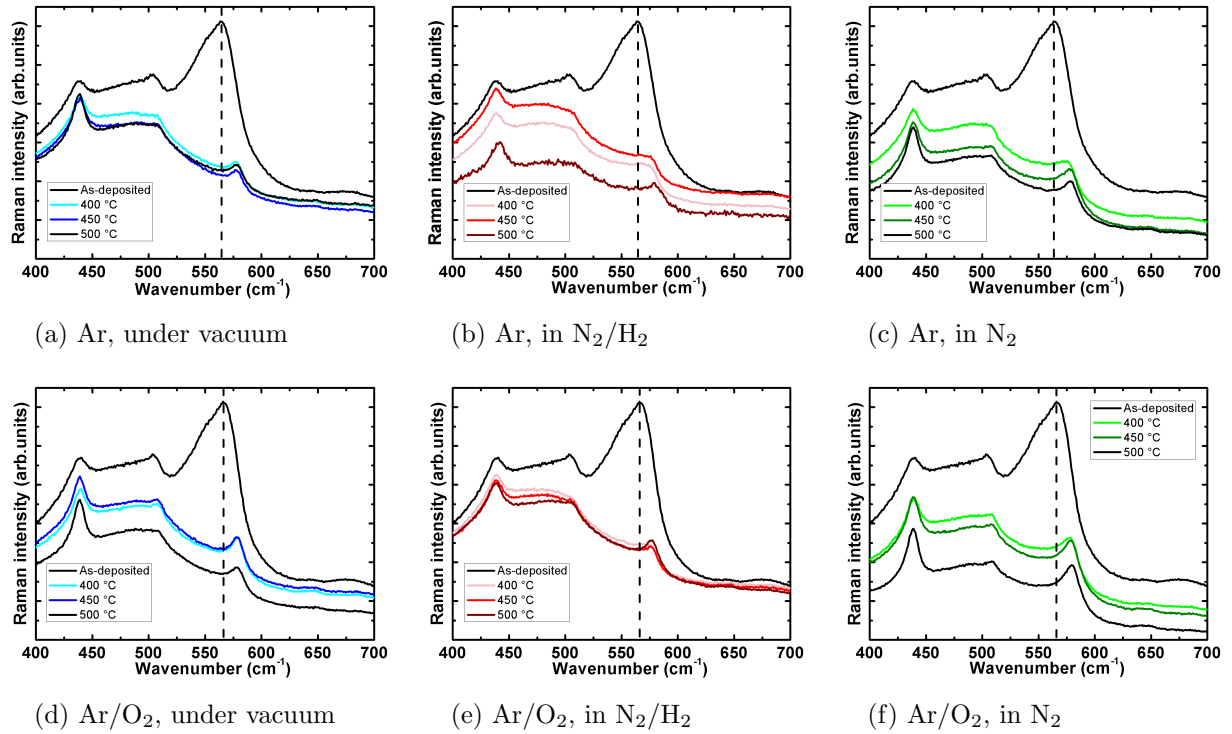 Raman intensity (arb.units)
As-deposited
400 °C
450 °C
500 °C
400 450 500 550 600 650 700
Wavenumber (cm-1)
(a) Ar, under vacuum
Raman intensity (arb.units)
As-deposited
400 °C
450 °C
500 °C
400 450 500 550 600 650 700
Wavenumber (cm-1)
(b) Ar, in N2/H2
Raman intensity (arb.units)
As-deposited
400 °C
450 °C
500 °C
400 450 500 550 600 650 700
Wavenumber (cm-1)
(c) Ar, in N2
Raman intensity (arb.units)
As-deposited
400 °C
450 °C
500 °C
400 450 500 550 600 650 700
Wavenumber (cm-1)
(d) Ar/O2, under vacuum
Raman intensity (arb.units)
As-deposited
400 °C
450 °C
500 °C
400 450 500 550 600 650 700
Wavenumber (cm-1)
(e) Ar/O2, in N2/H2
Raman intensity (arb.units)
As-deposited
400 °C
450 °C
500 °C
400 450 500 550 600 650 700
Wavenumber (cm-1)
(f) Ar/O2, in N2